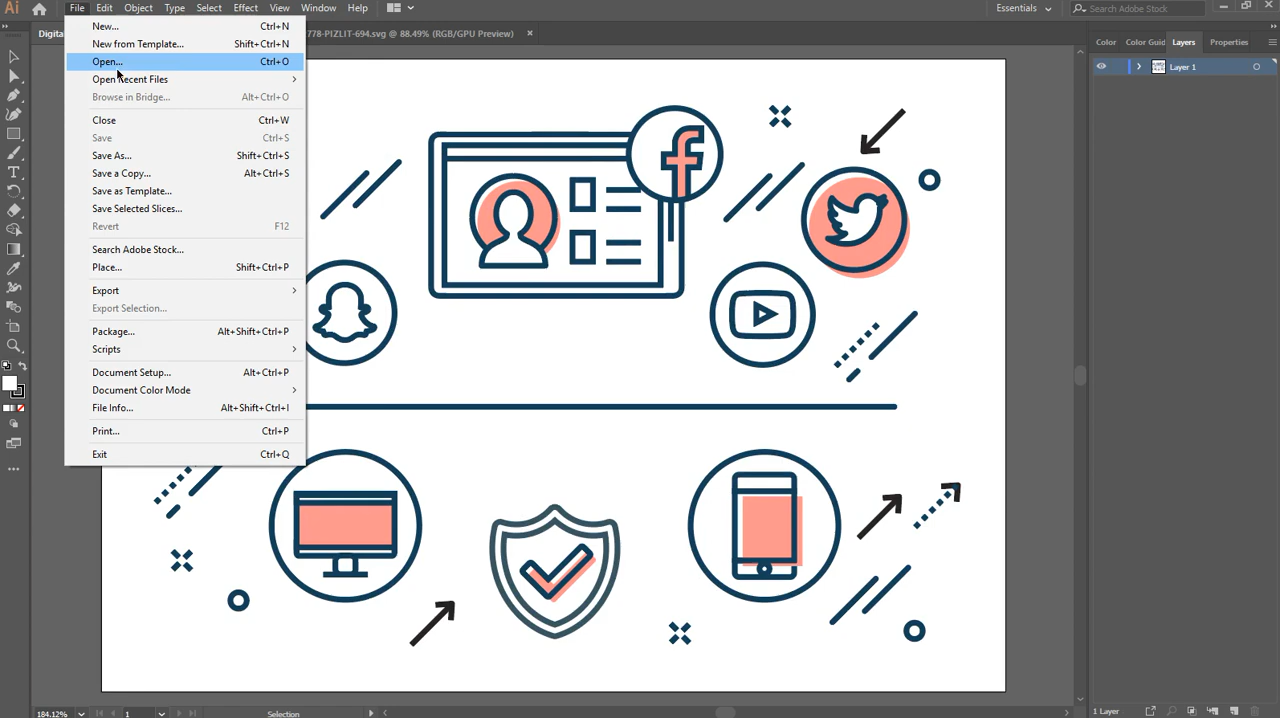 Ai File Edit Object Type Select Effect View Window Help Essentials Search Adobe Stock
Digita 778-PIZLIT-694.svg @ 88.49% (RGB/GPU Preview) ×
Color Color Guid Layers Properties
Layer 1
New... Ctrl+N
New from Template... Shift+Ctrl+N
Open... Ctrl+O
Open Recent Files
Browse in Bridge... Alt+Ctrl+O
Close Ctrl+W
Save Ctrl+S
Save As... Shift+Ctrl+S
Save a Copy... Alt+Ctrl+S
Save as Template...
Save Selected Slices...
Revert F12
Search Adobe Stock...
Place... Shift+Ctrl+P
Export
Export Selection...
Package... Alt+Shift+Ctrl+P
Scripts
Document Setup... Alt+Ctrl+P
Document Color Mode
File Info... Alt+Shift+Ctrl+I
Print... Ctrl+P
Exit Ctrl+Q
f
184.12% 1 Selection
1 Layer